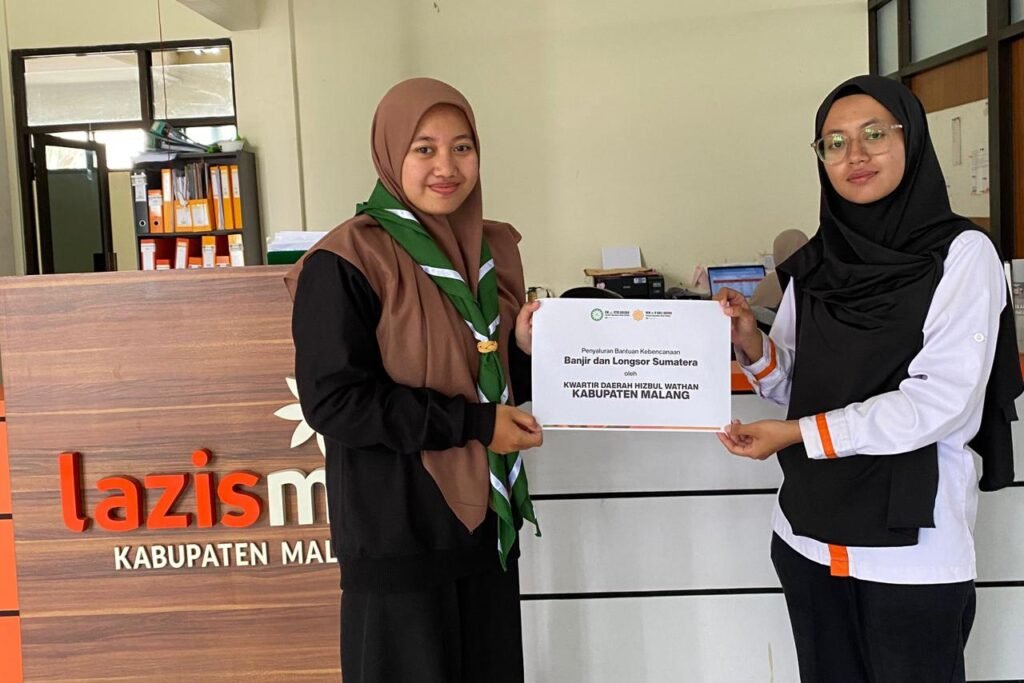 lazism
KABUPATEN MAL
Penyaluran Bantuan Kebencanaan
Banjir dan Longsor Sumatera
oleh
KWARTIR DAERAH HIZBUL WATHAN
KABUPATEN MALANG